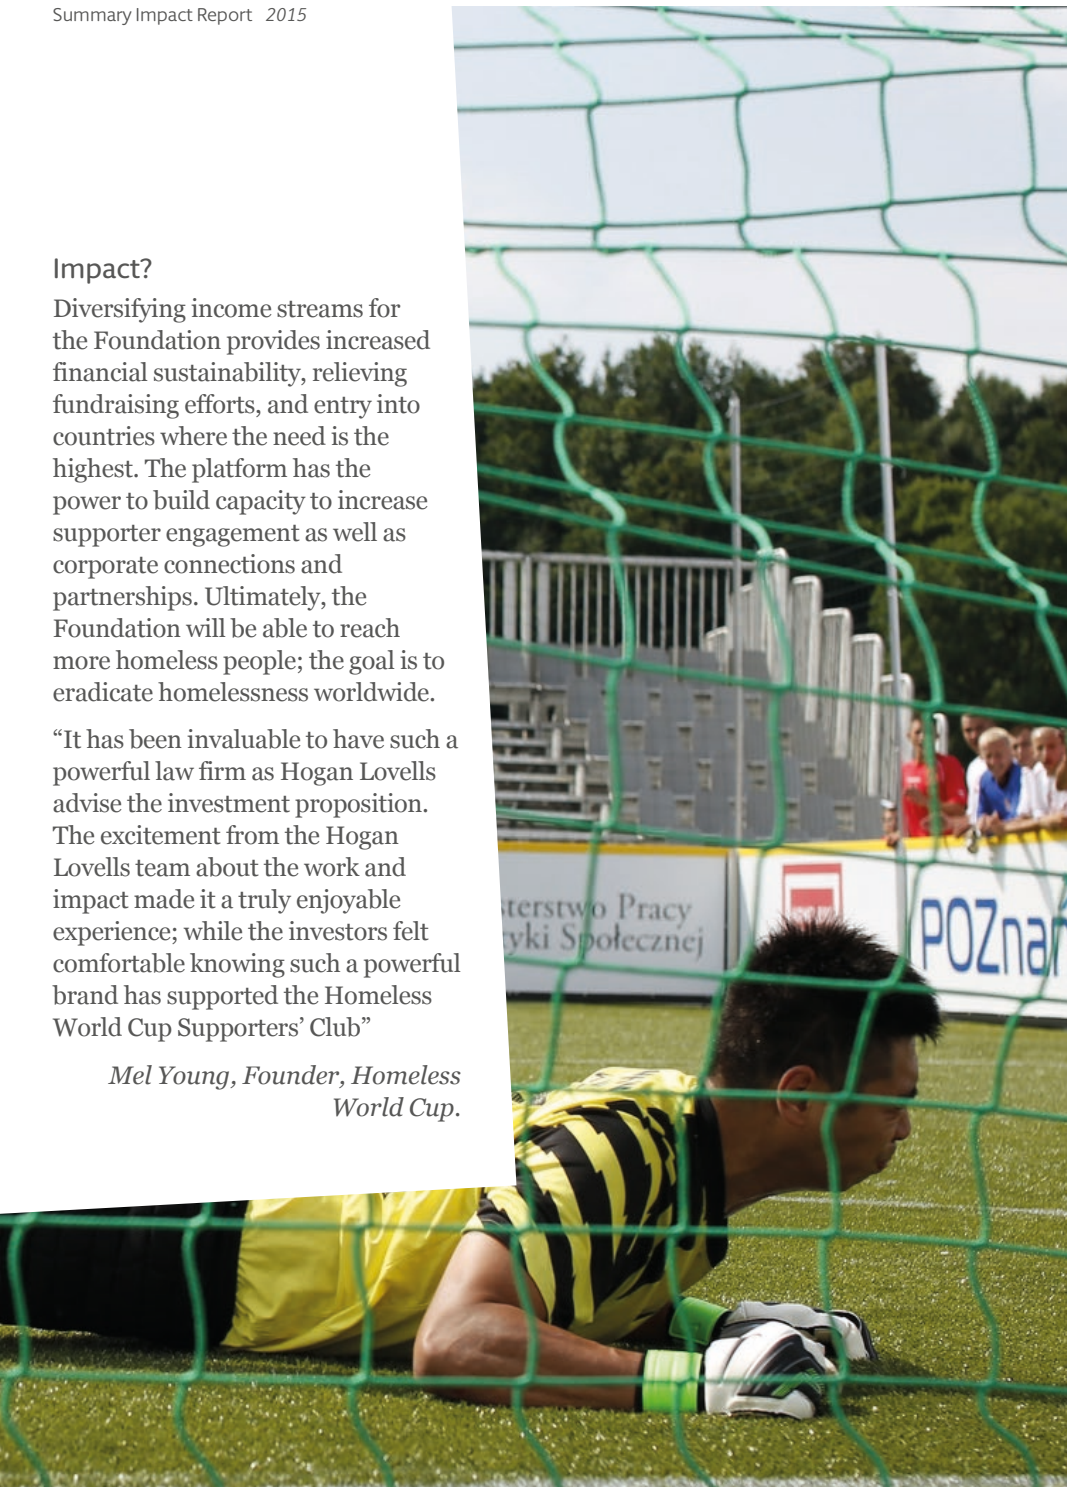 Summary Impact Report 2015
Impact?
Diversifying income streams for
the Foundation provides increased
financial sustainability, relieving
fundraising efforts, and entry into
countries where the need is the
highest. The platform has the
power to build capacity to increase
supporter engagement as well as
corporate connections and
partnerships. Ultimately, the
Foundation will be able to reach
more homeless people; the goal is to
eradicate homelessness worldwide.
“It has been invaluable to have such a
powerful law firm as Hogan Lovells
advise the investment proposition.
The excitement from the Hogan
Lovells team about the work and
impact made it a truly enjoyable
experience; while the investors felt
comfortable knowing such a powerful
brand has supported the Homeless
World Cup Supporters’ Club”
Mel Young, Founder, Homeless
World Cup.
sterstwo Pracy
yki Społecznej
POZnań